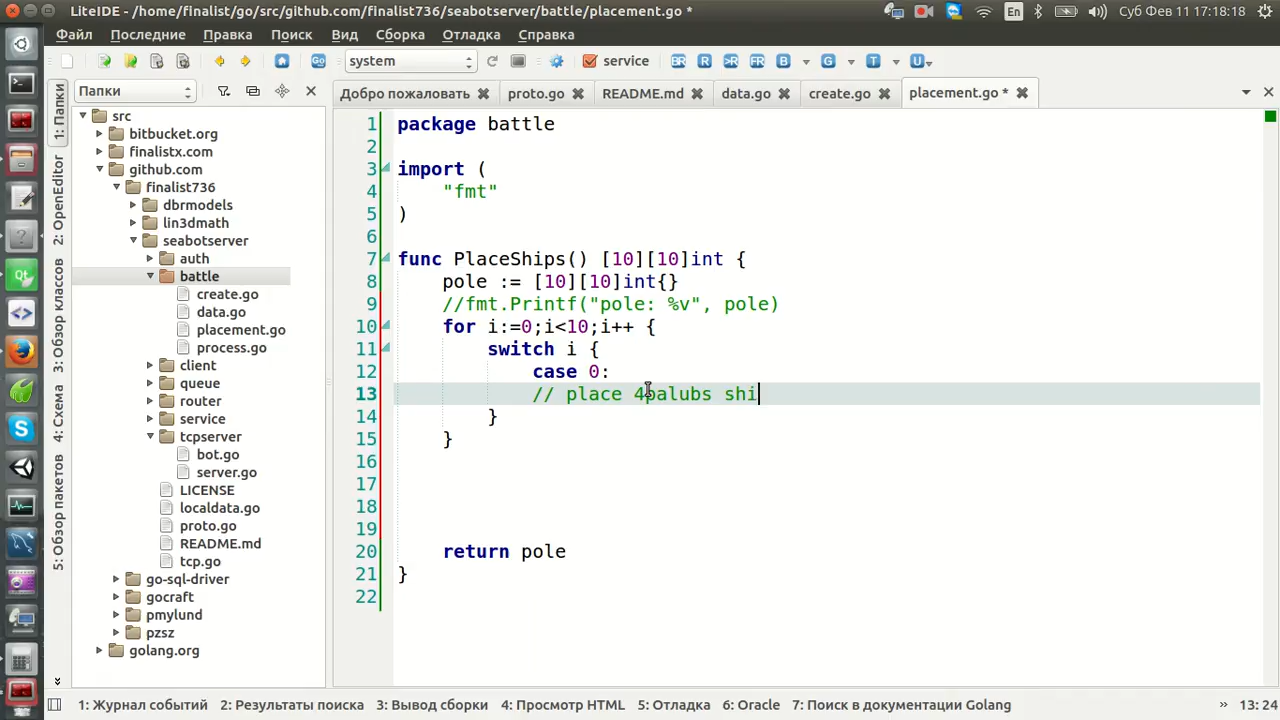 LiteIDE - /home/finalist/go/src/github.com/finalist736/seabotserver/battle/placement.go *
En
Суб Фев 11 17:18:18
Файл Последние Правка Поиск Вид Сборка Отладка Справка
Go system service BR R >R FR B G T U
Папки
Добро пожаловать proto.go README.md data.go create.go placement.go *
1: Папки
2: OpenEditor
3: Обзор классов
4: Схема
5: Обзор пакетов
src
bitbucket.org
finalistx.com
github.com
finalist736
dbrmodels
lin3dmath
seabotserver
auth
battle
create.go
data.go
placement.go
process.go
client
queue
router
service
tcpserver
bot.go
server.go
LICENSE
localdata.go
proto.go
README.md
tcp.go
go-sql-driver
gocraft
pmylund
pzsz
golang.org
1 package battle
2
3 import (
4 "fmt"
5 )
6
7 func PlaceShips() [10][10]int {
8 pole := [10][10]int{}
9 //fmt.Printf("pole: %v", pole)
10 for i:=0;i<10;i++ {
11 switch i {
12 case 0:
13 // place 4palubs shi
14 }
15 }
16
17
18
19
20 return pole
21 }
22
1: Журнал событий 2: Результаты поиска 3: Вывод сборки 4: Просмотр HTML 5: Отладка 6: Oracle 7: Поиск в документации Golang » 13: 24